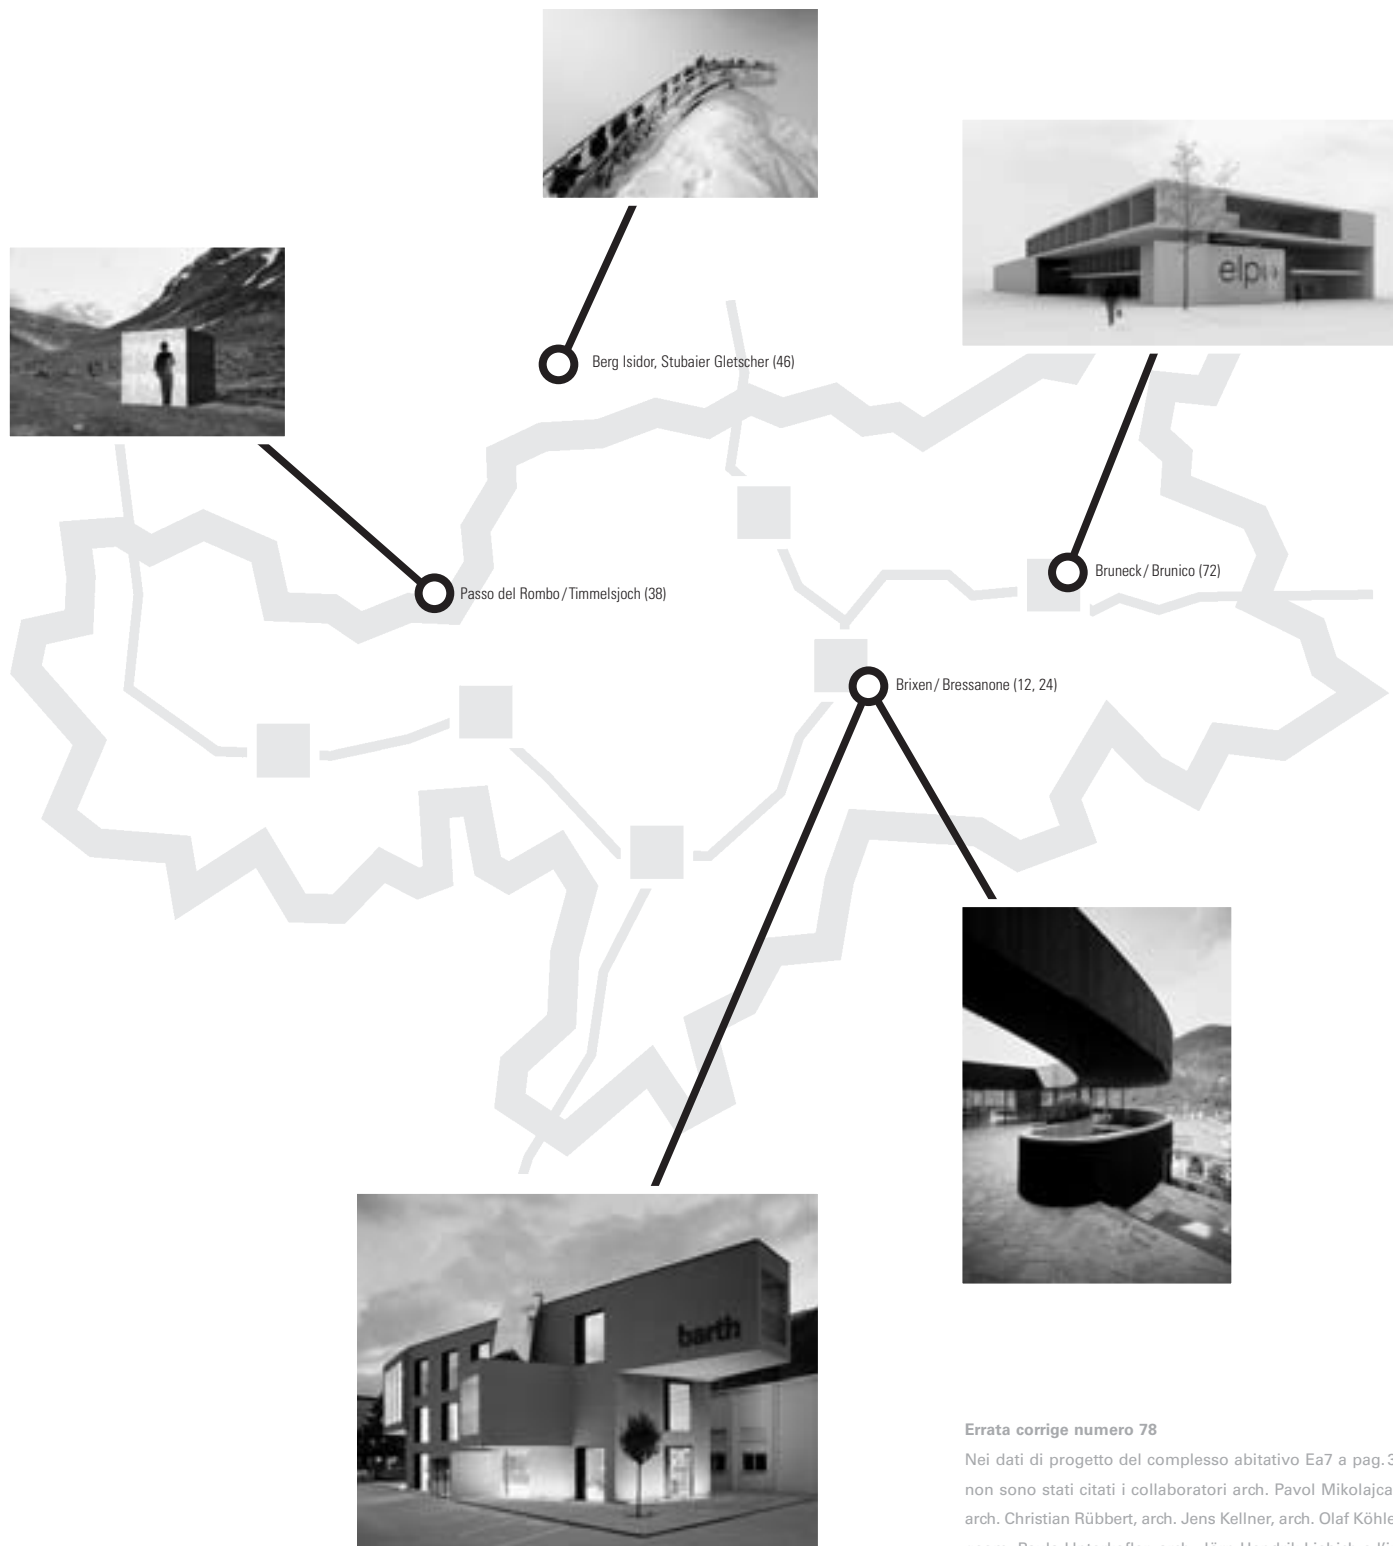 elp
Berg Isidor, Stubaier Gletscher (46)
Bruneck / Brunico (72)
Passo del Rombo / Timmelsjoch (38)
Brixen / Bressanone (12, 24)
barth
Errata corrige numero 78
Nei dati di progetto del complesso abitativo Ea7 a pag. 3
non sono stati citati i collaboratori arch. Pavol Mikolajca
arch. Christian Rübbert, arch. Jens Kellner, arch. Olaf Köhle